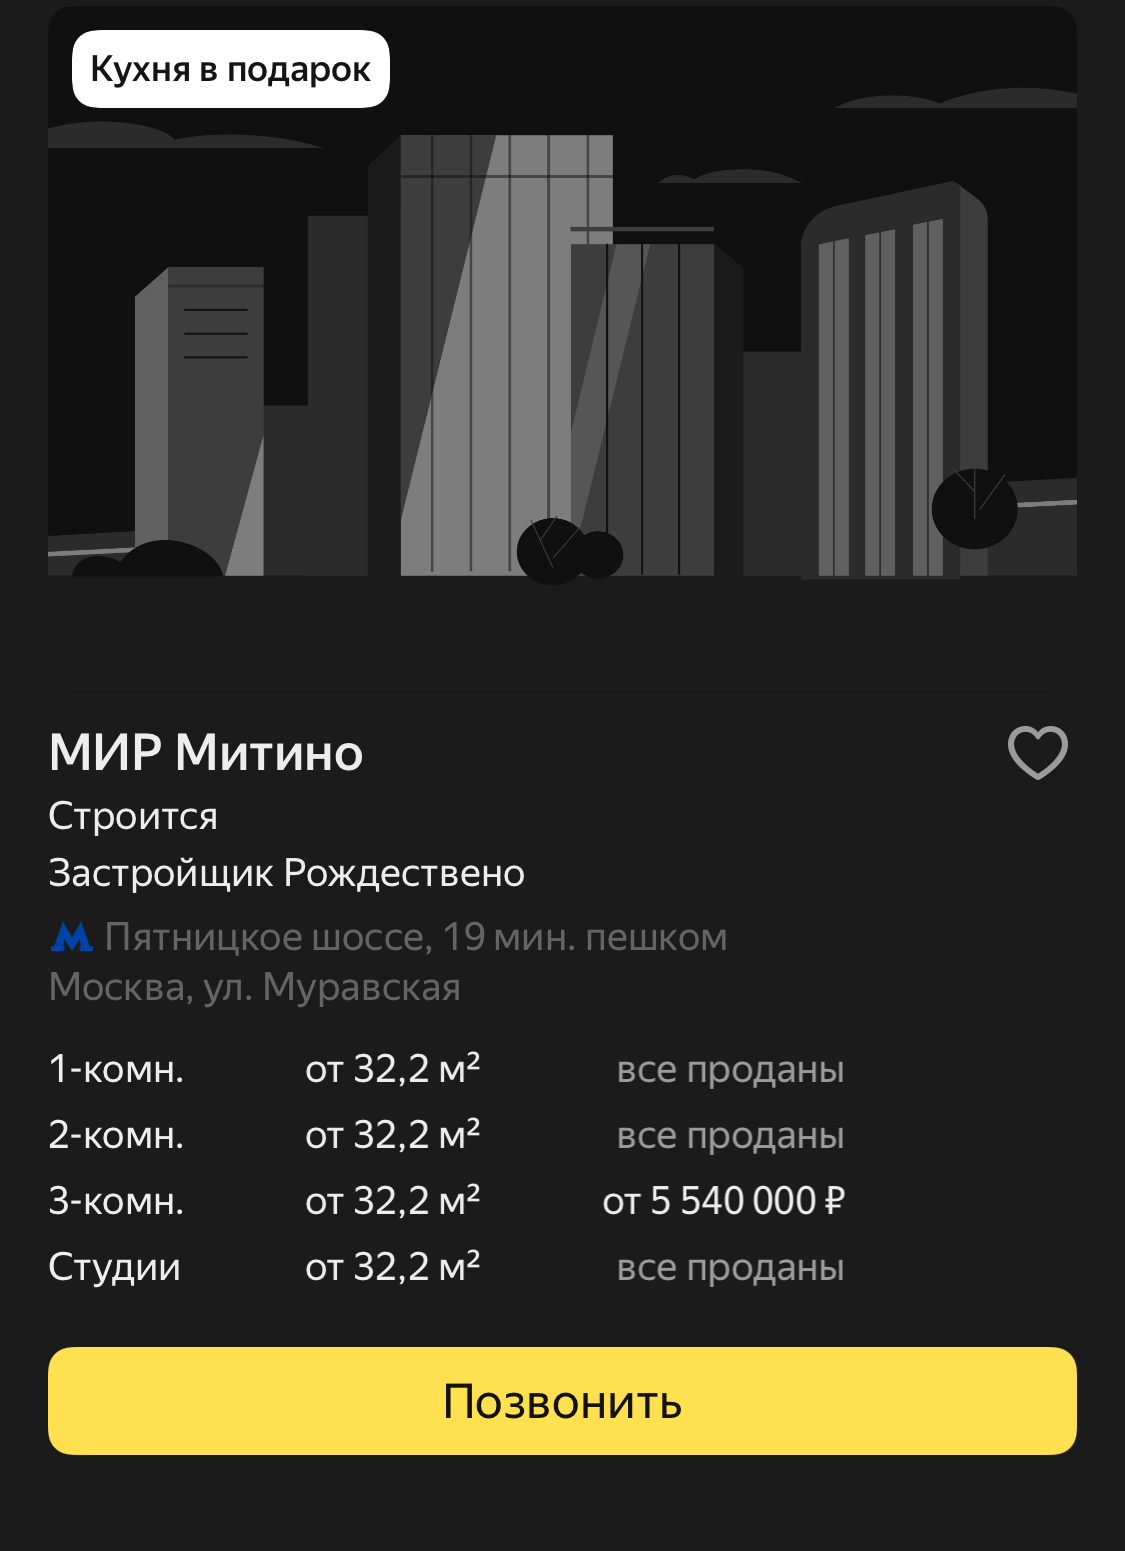 Кухня в подарок
МИР Митино
Строится
Застройщик Рождествено
Пятницкое шоссе, 19 мин. пешком
Москва, ул. Муравская
1-комн. от 32,2 м² все проданы
2-комн. от 32,2 м² все проданы
3-комн. от 32,2 м² от 5 540 000 ₽
Студии от 32,2 м² все проданы
Позвонить